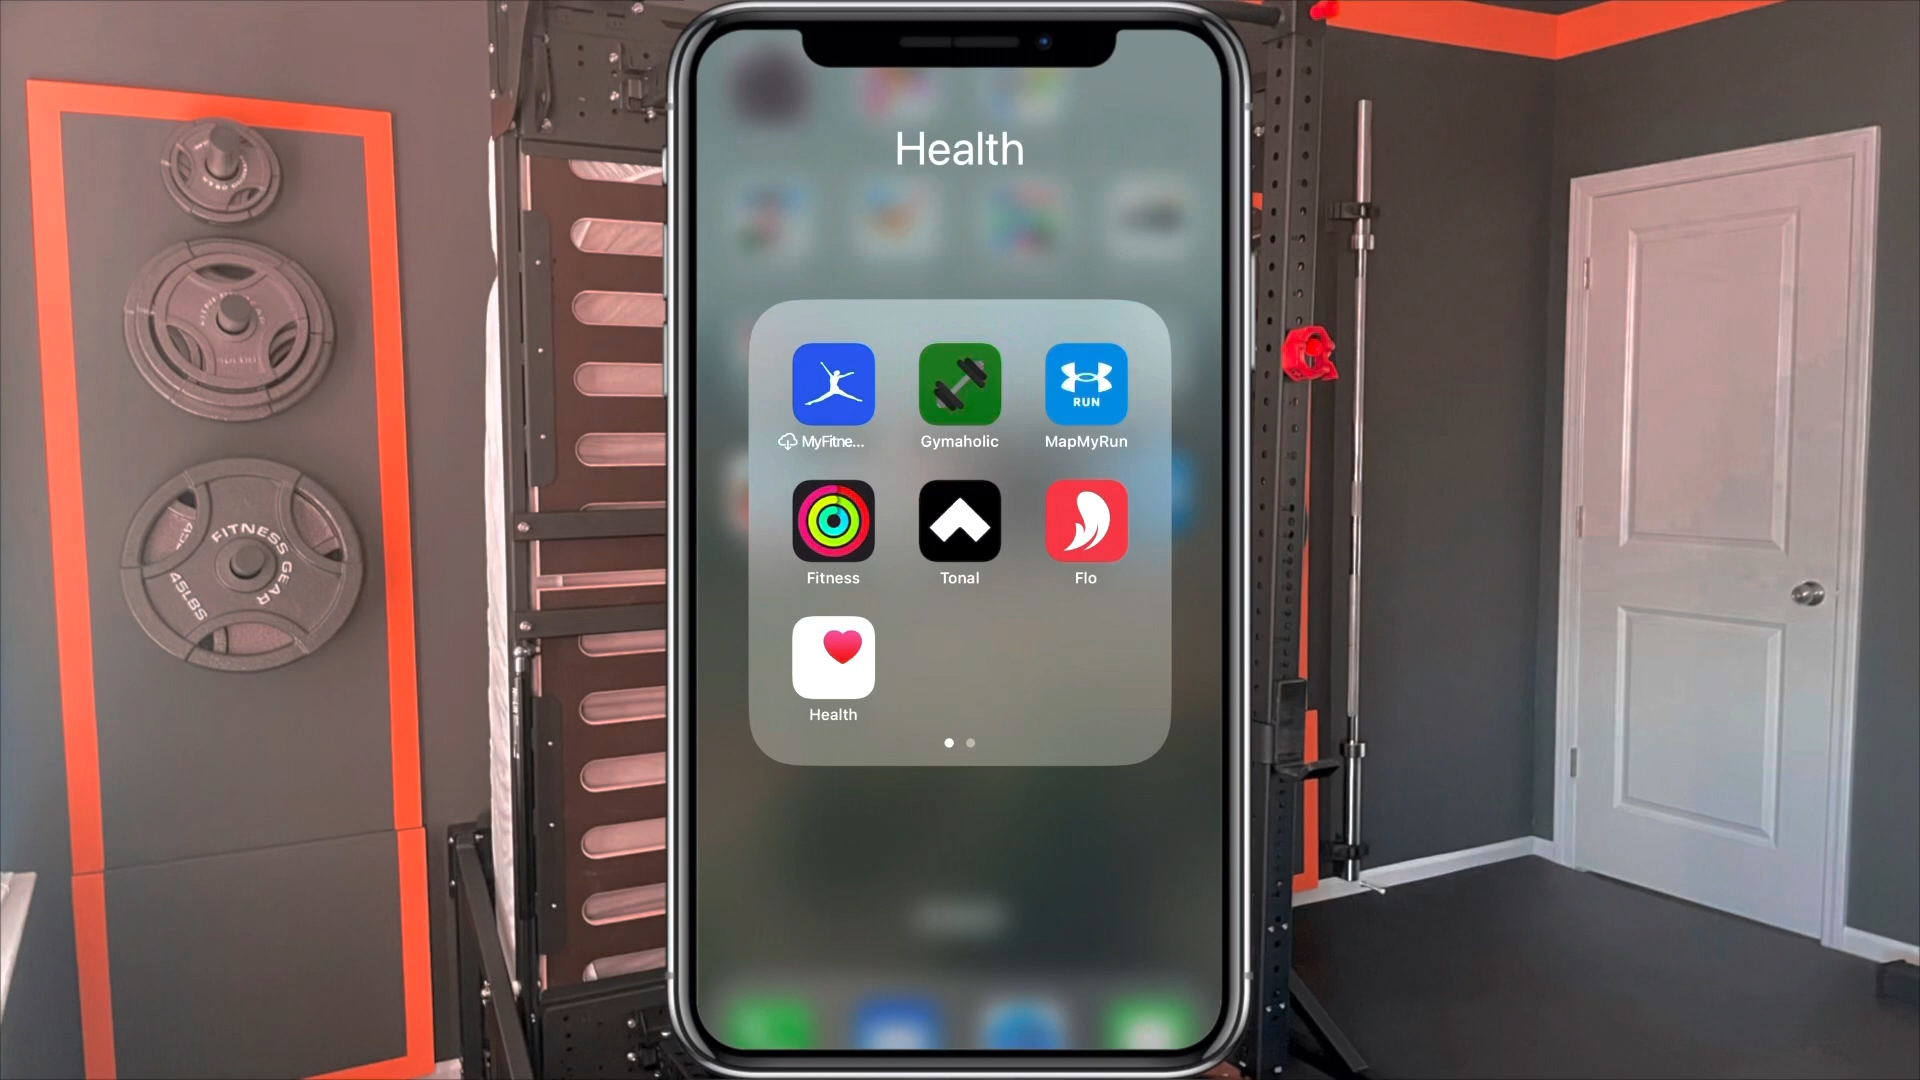 Health
MyFitne...
Gymaholic
RUN
MapMyRun
Fitness
Tonal
Flo
Health
FITNESS GEAR
45LBS